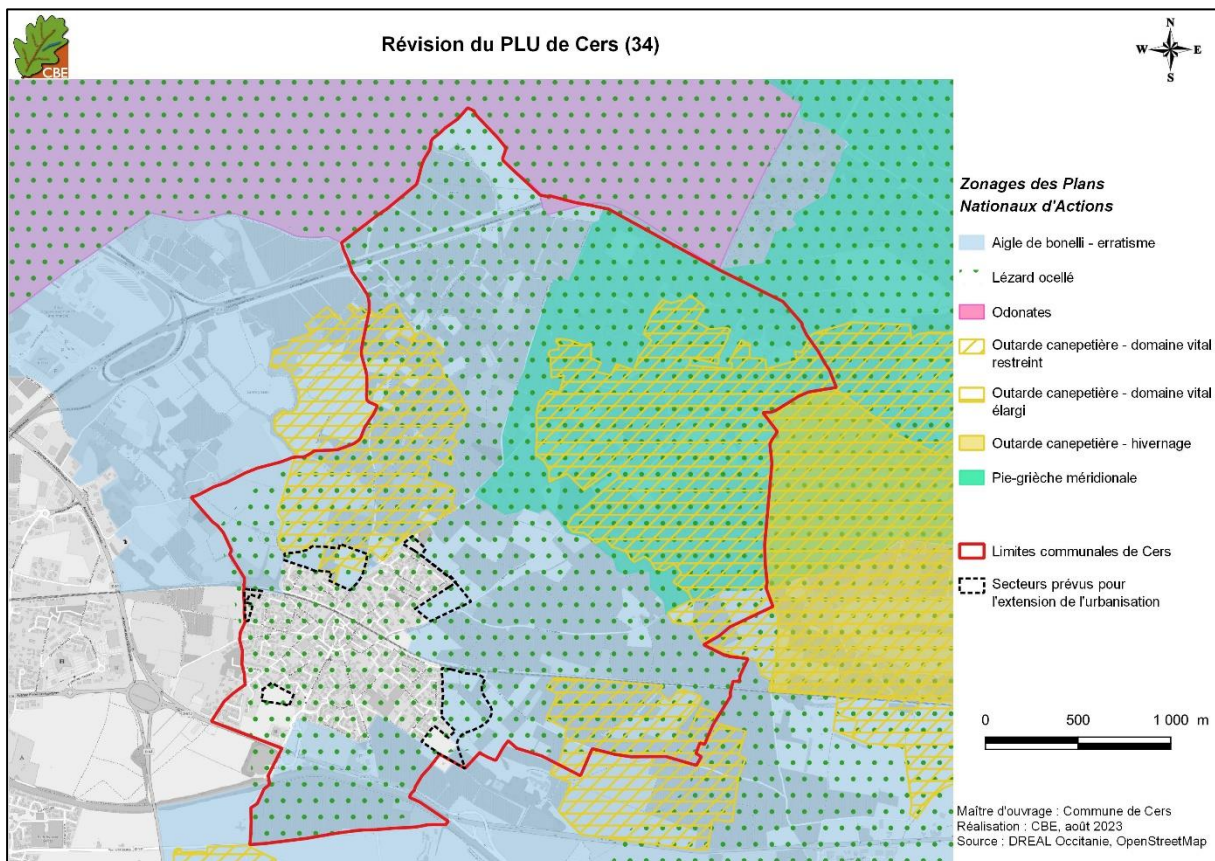 CBE
Révision du PLU de Cers (34)
N
W
E
S
Zonages des Plans
Nationaux d'Actions
Aigle de bonelli - erratisme
Lézard ocellé
Odonates
Outarde canepetière - domaine vital
restreint
Outarde canepetière - domaine vital
élargi
Outarde canepetière - hivernage
Pie-grièche méridionale
Limites communales de Cers
Secteurs prévus pour
l'extension de l'urbanisation
0 500 1 000 m
Maître d'ouvrage : Commune de Cers
Réalisation : CBE, août 2023
Source : DREAL Occitanie, OpenStreetMap